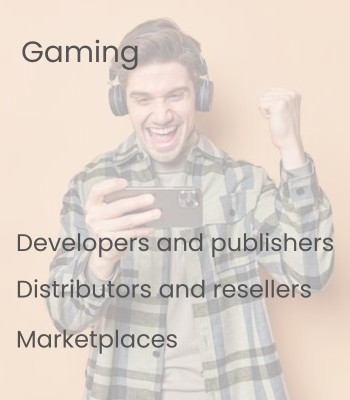 Gaming
Developers and publishers
Distributors and resellers
Marketplaces